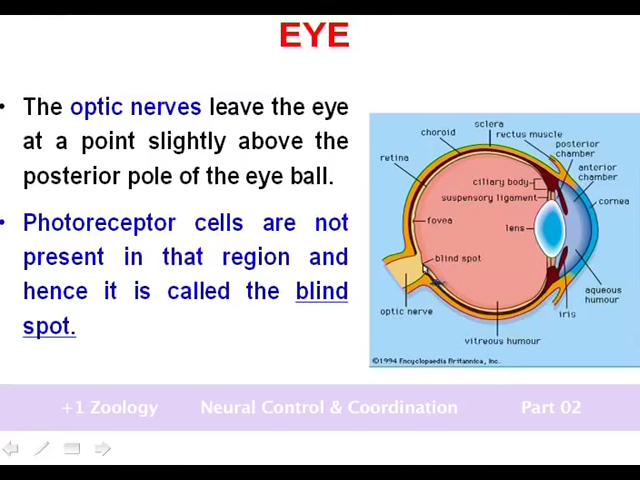 EYE
• The optic nerves leave the eye
at a point slightly above the
posterior pole of the eye ball.
• Photoreceptor cells are not
present in that region and
hence it is called the blind
spot.
sclera
choroid
rectus muscle
posterior
chamber
retina
anterior
chamber
ciliary body
suspensory ligament
cornea
fovea
lens
blind spot
aqueous
humour
optic nerve
iris
vitreous humour
©1994 Encyclopaedia Britannica, Inc.
+1 Zoology Neural Control & Coordination Part 02